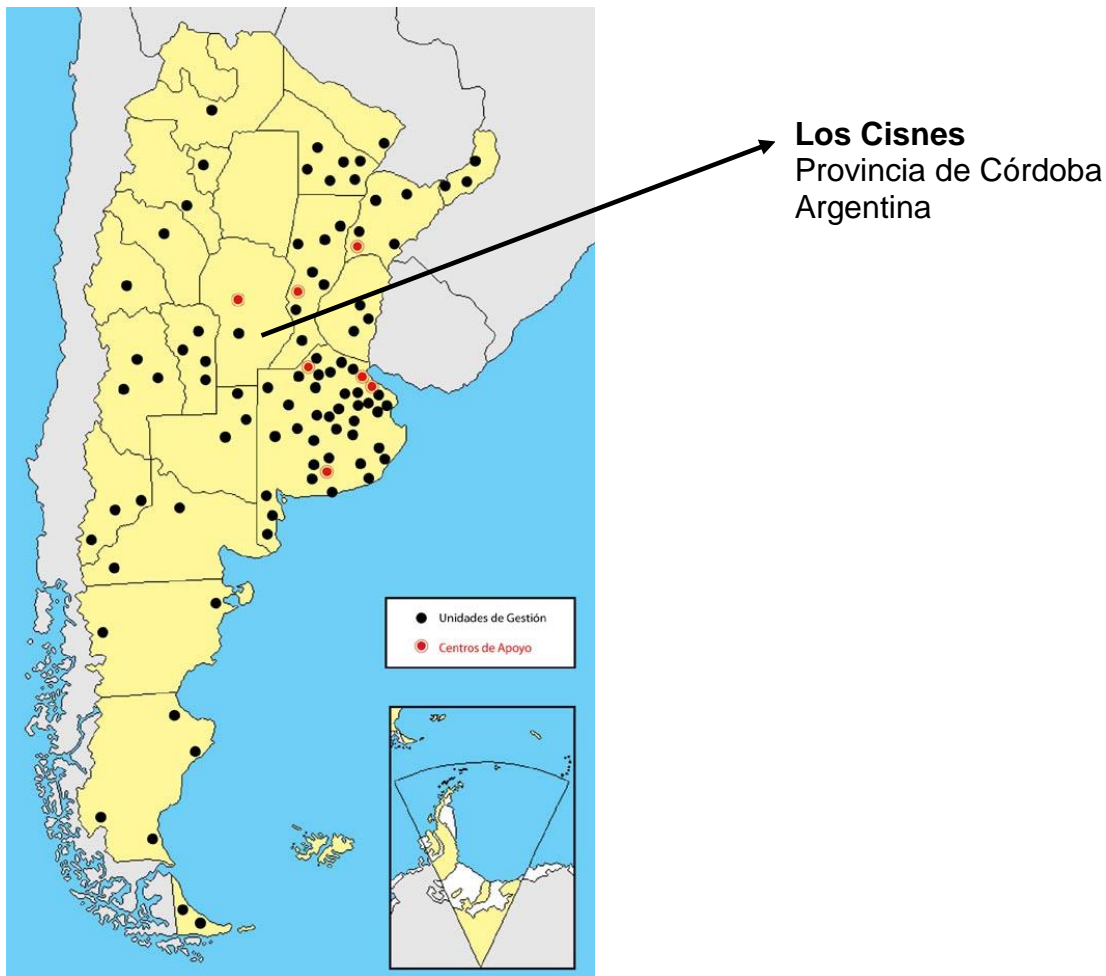 Los Cisnes
Provincia de Córdoba
Argentina
Unidades de Gestión
Centros de Apoyo